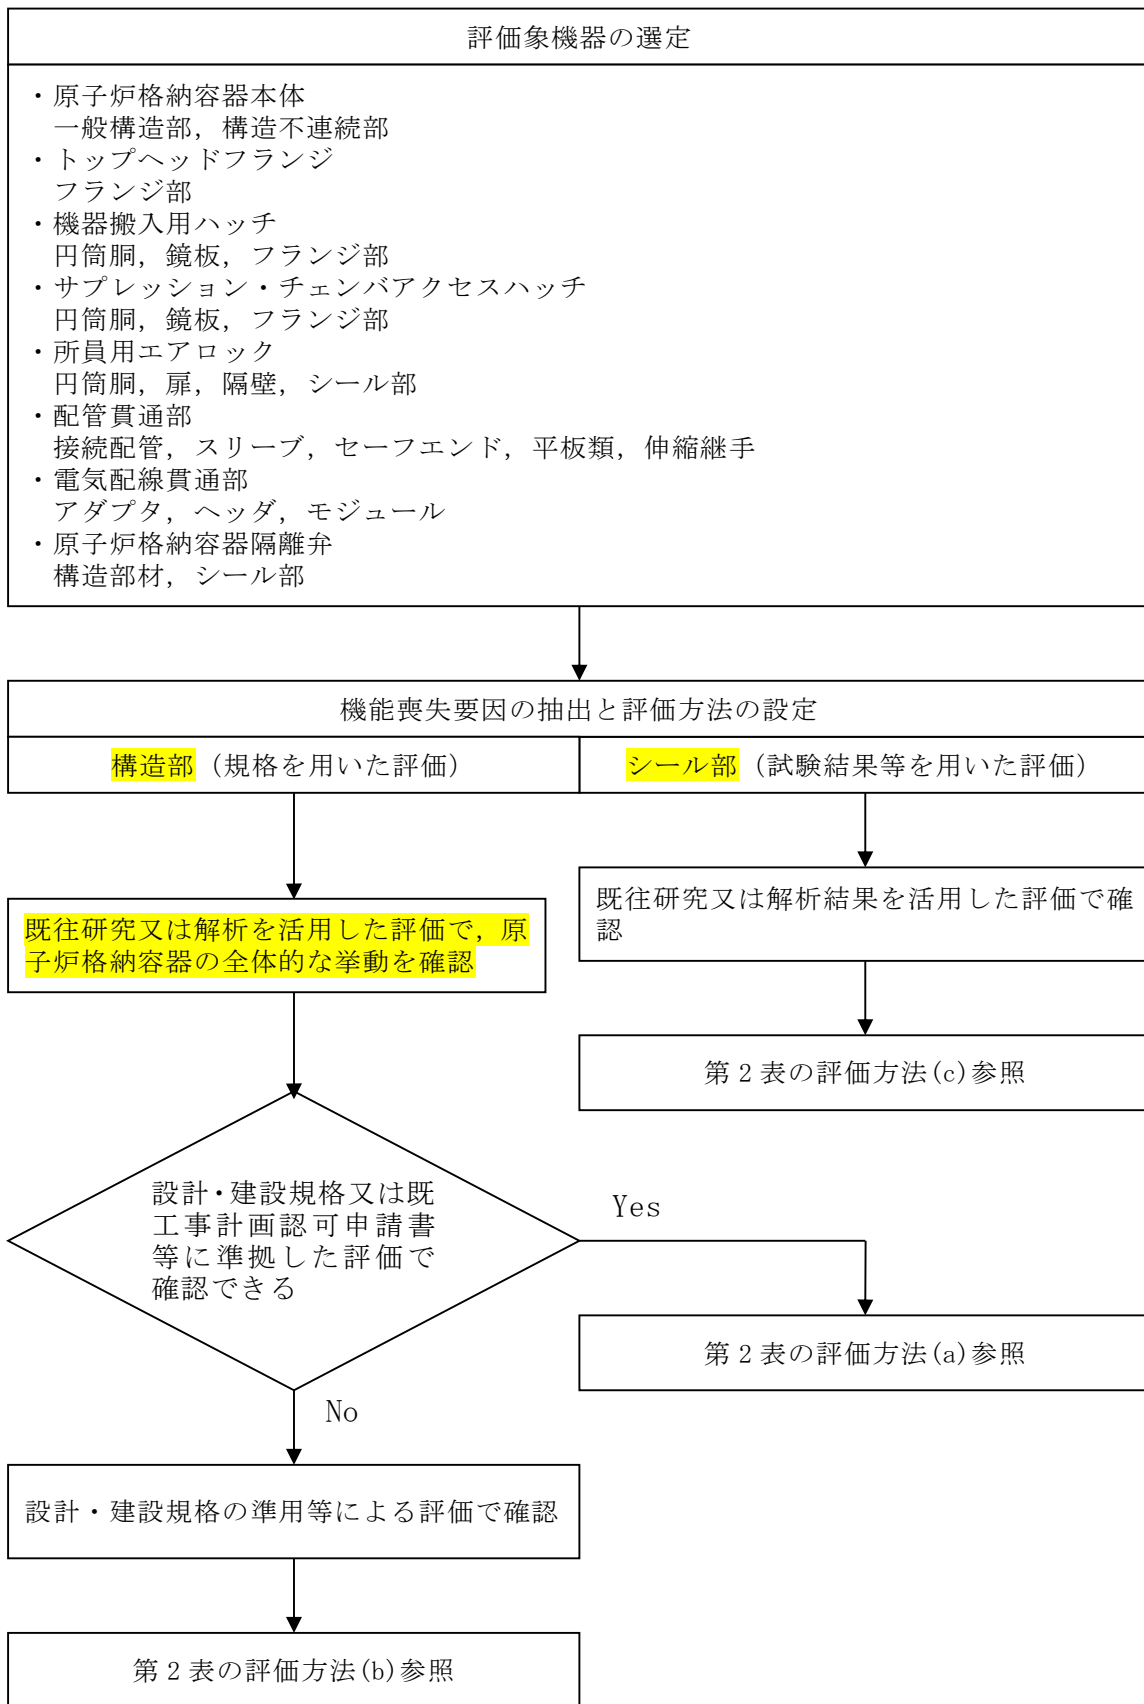 評価象機器の選定
・原子炉格納容器本体
一般構造部，構造不連続部
・トップヘッドフランジ
フランジ部
・機器搬入用ハッチ
円筒胴，鏡板，フランジ部
・サプレッション・チェンバアクセスハッチ
円筒胴，鏡板，フランジ部
・所員用エアロック
円筒胴，扉，隔壁，シール部
・配管貫通部
接続配管，スリーブ，セーフエンド，平板類，伸縮継手
・電気配線貫通部
アダプタ，ヘッダ，モジュール
・原子炉格納容器隔離弁
構造部材，シール部
機能喪失要因の抽出と評価方法の設定
構造部（規格を用いた評価）
シール部（試験結果等を用いた評価）
既往研究又は解析を活用した評価で，原
子炉格納容器の全体的な挙動を確認
既往研究又は解析結果を活用した評価で確
認
第２表の評価方法(c)参照
設計・建設規格又は既
工事計画認可申請書
等に準拠した評価で
確認できる
Yes
第２表の評価方法(a)参照
No
設計・建設規格の準用等による評価で確認
第２表の評価方法(b)参照